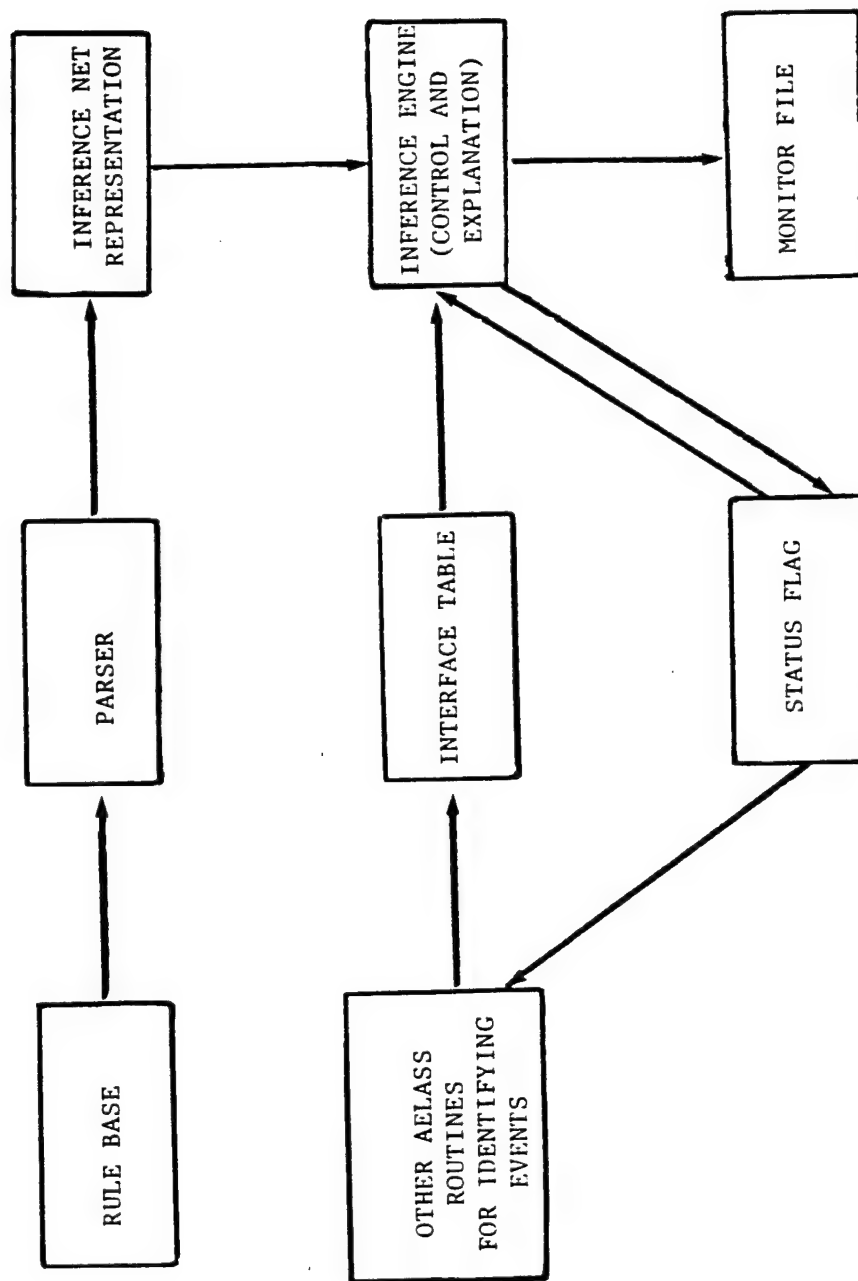 RULE BASE
PARSER
INFERENCE NET
REPRESENTATION
OTHER AELASS
ROUTINES
FOR IDENTIFYING
EVENTS
INTERFACE TABLE
INFERENCE ENGINE
(CONTROL AND
EXPLANATION)
STATUS FLAG
MONITOR FILE